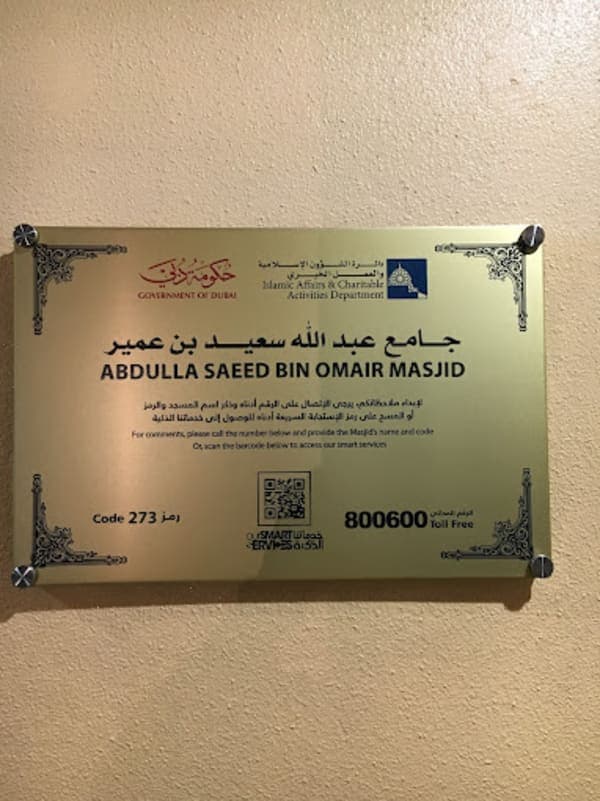 حكومة دبي
GOVERNMENT OF DUBAI
دائرة الشؤون الإسلامية
والعمل الخيري
Islamic Affairs & Charitable
Activities Department
جامع عبد الله سعيد بن عمير
ABDULLA SAEED BIN OMAIR MASJID
لإبداء ملاحظاتكم يرجى الإتصال على الرقم أدناه وذكر اسم المسجد والرمز
أو المسح على رمز الإستجابة السريعة أدناه للوصول إلى خدماتنا الذكية
For comments, please call the number below and provide the Masjid's name and code
Or, scan the barcode below to access our smart services
Code 273 رمز
OUR SMART خدماتنا
SERVICES الذكية
800600 الرقم المجاني
Toll Free